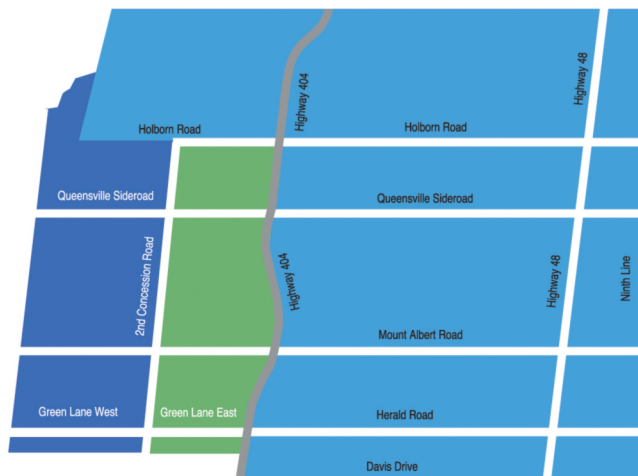 Highway 48
Highway 404
Holborn Road
Holborn Road
Queensville Sideroad
Queensville Sideroad
2nd Concession Road
Highway 404
Highway 48
Ninth Line
Mount Albert Road
Green Lane West
Green Lane East
Herald Road
Davis Drive